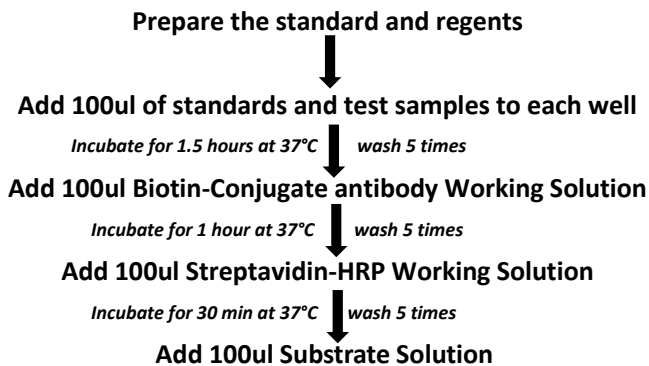 Prepare the standard and regents
Add 100ul of standards and test samples to each well
Incubate for 1.5 hours at 37°C wash 5 times
Add 100ul Biotin-Conjugate antibody Working Solution
Incubate for 1 hour at 37°C wash 5 times
Add 100ul Streptavidin-HRP Working Solution
Incubate for 30 min at 37°C wash 5 times
Add 100ul Substrate Solution